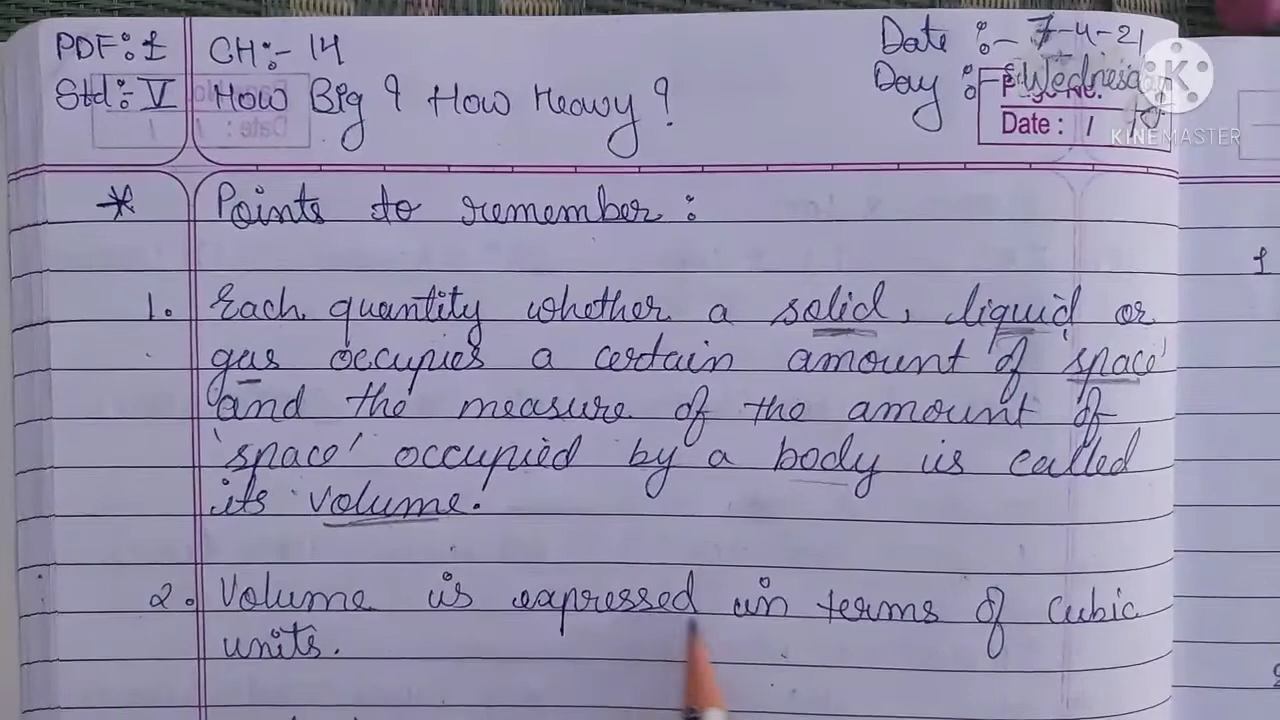 PDF:- 1 CH:- 14 Date :- 7-4-21
Std:- V How Big ? How Heavy ? Day :- Wednesday
Date : /
KINEMASTER
* Points to remember :
1. Each quantity whether a solid, liquid or
gas occupies a certain amount of 'space'
and the measure of the amount of
'space' occupied by a body is called
its volume.
2. Volume is expressed in terms of cubic
units.